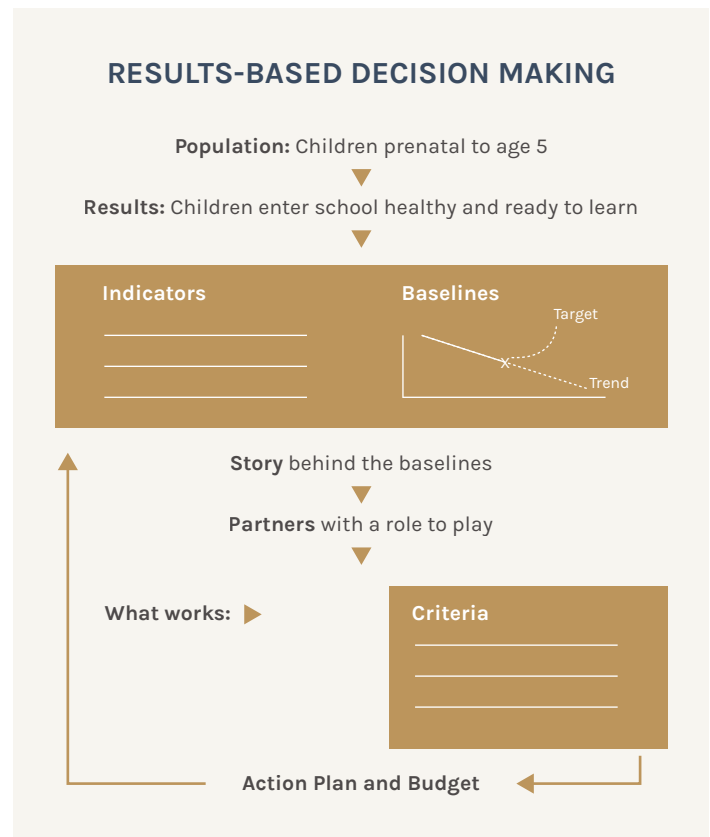 RESULTS-BASED DECISION MAKING
Population: Children prenatal to age 5
Results: Children enter school healthy and ready to learn
Indicators
Baselines
Target
X
Trend
Story behind the baselines
Partners with a role to play
What works:
Criteria
Action Plan and Budget